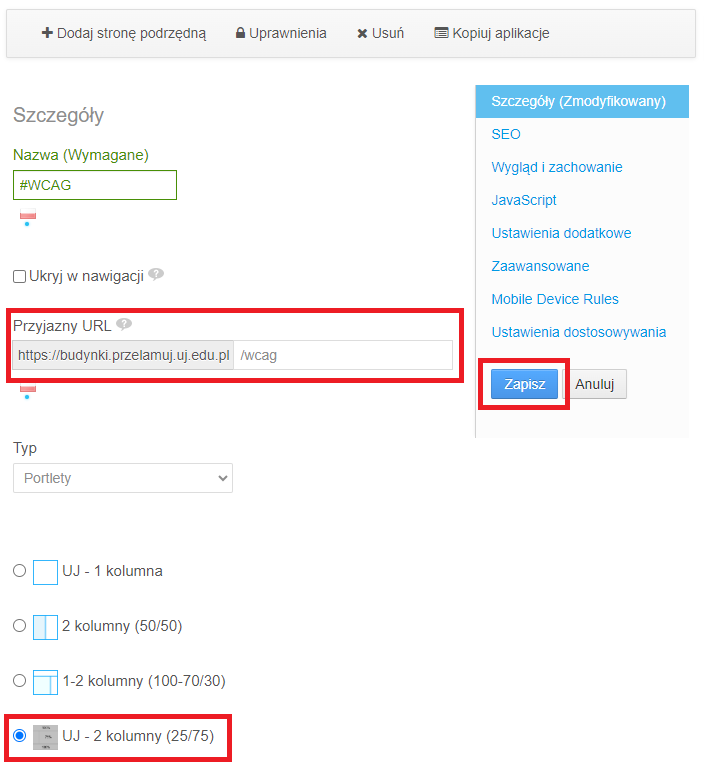 Dodaj stronę podrzędną Uprawnienia Usuń Kopiuj aplikacje
Szczegóły
Nazwa (Wymagane)
#WCAG
Ukryj w nawigacji
Przyjazny URL
https://budynki.przelamuj.uj.edu.pl /wcag
Typ
Portlety
UJ - 1 kolumna
2 kolumny (50/50)
1-2 kolumny (100-70/30)
UJ - 2 kolumny (25/75)
Szczegóły (Zmodyfikowany)
SEO
Wygląd i zachowanie
JavaScript
Ustawienia dodatkowe
Zaawansowane
Mobile Device Rules
Ustawienia dostosowywania
Zapisz Anuluj